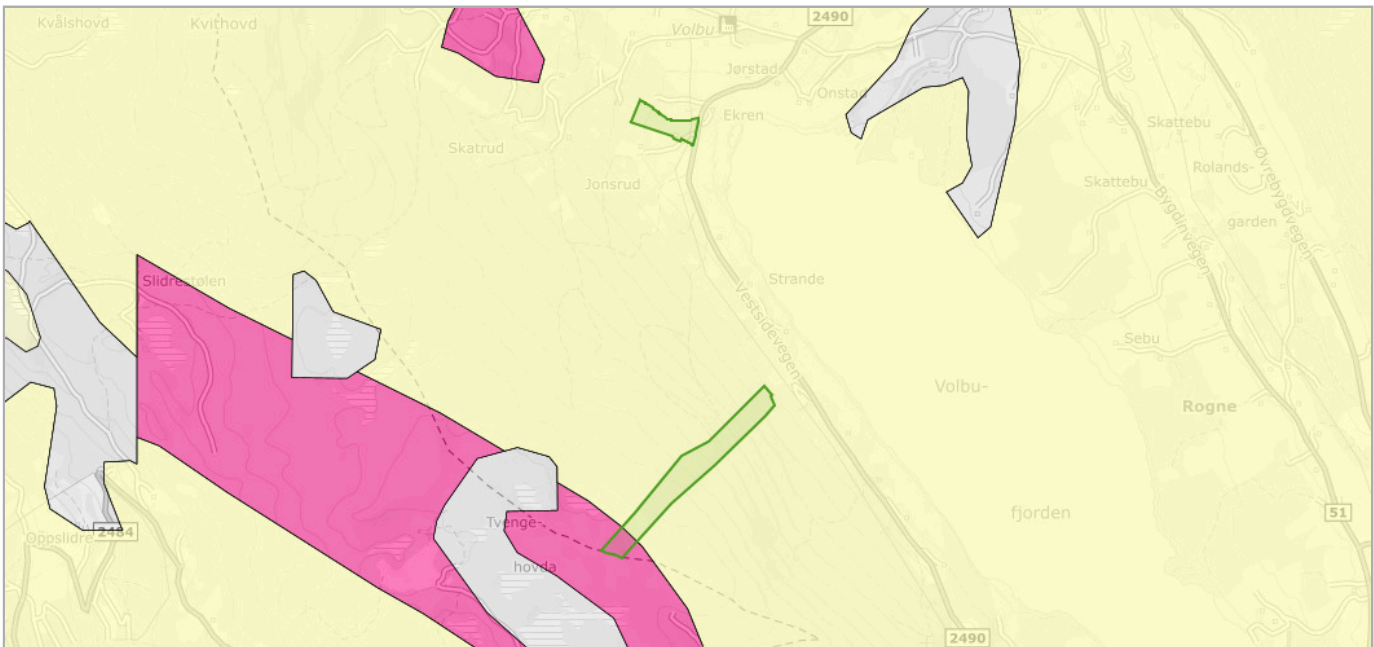 Kvålshovd
Kvithovd
Volbu
2490
Jørstad
Onstad
Ekren
Skattebu
Skatrud
Rolands-
garden
Øvrebygdvegen
Jonsrud
Skattebu
Bygdinvegen
Slidrestølen
Strande
Vestsidevegen
Sebu
Volbu-
Rogne
fjorden
51
Tvenge-
hovda
2484
Oppslidre
2490